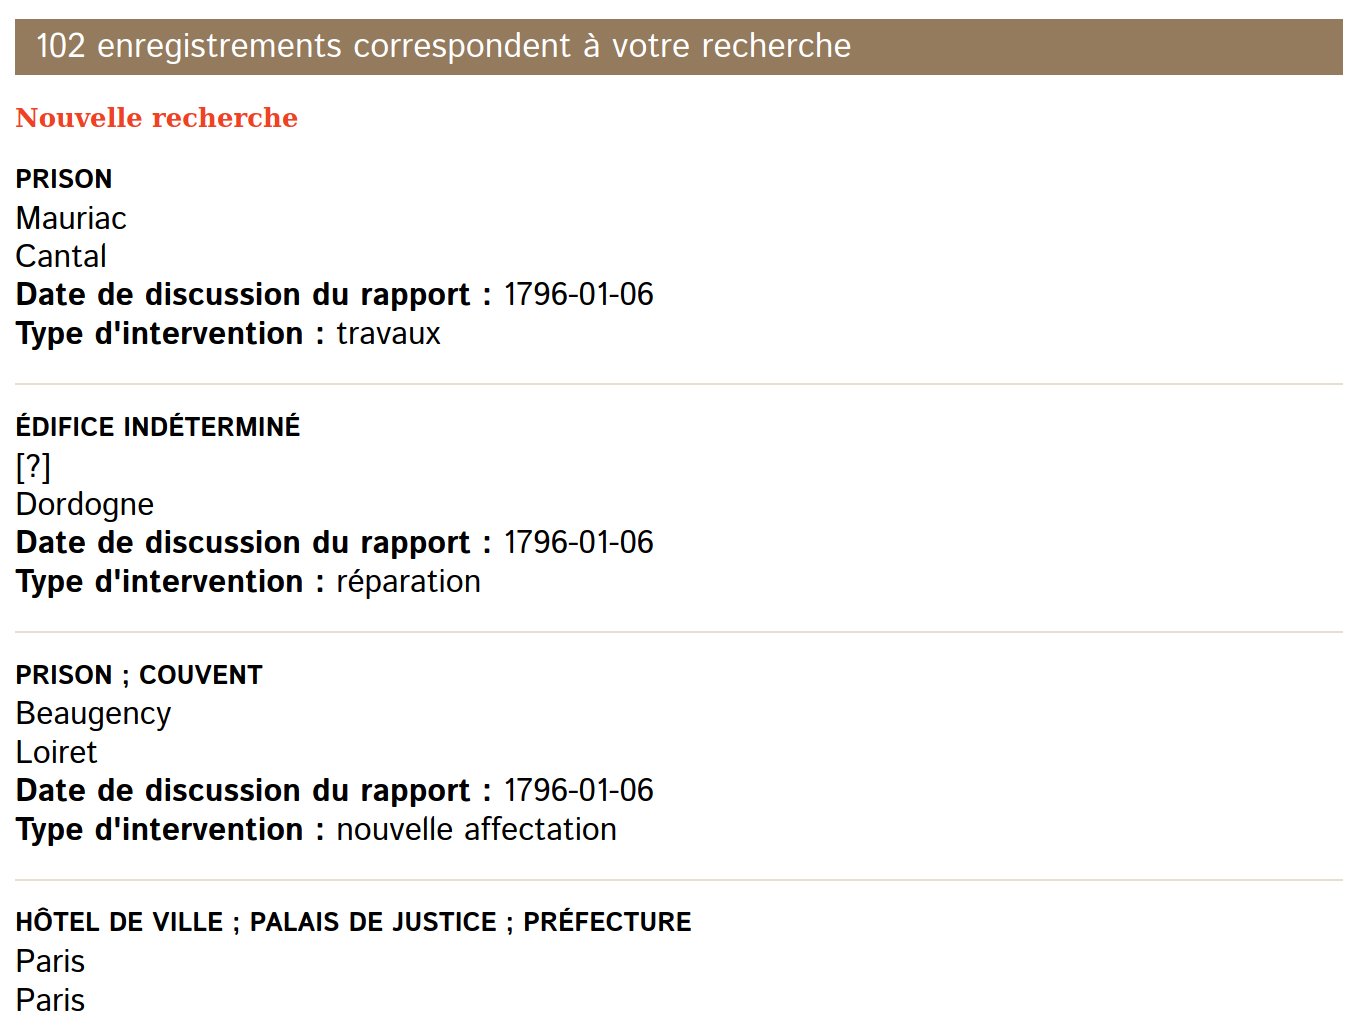 102 enregistrements correspondent à votre recherche
Nouvelle recherche
PRISON
Mauriac
Cantal
Date de discussion du rapport : 1796-01-06
Type d'intervention : travaux
ÉDIFICE INDÉTERMINÉ
[?]
Dordogne
Date de discussion du rapport : 1796-01-06
Type d'intervention : réparation
PRISON ; COUVENT
Beaugency
Loiret
Date de discussion du rapport : 1796-01-06
Type d'intervention : nouvelle affectation
HÔTEL DE VILLE ; PALAIS DE JUSTICE ; PRÉFECTURE
Paris
Paris